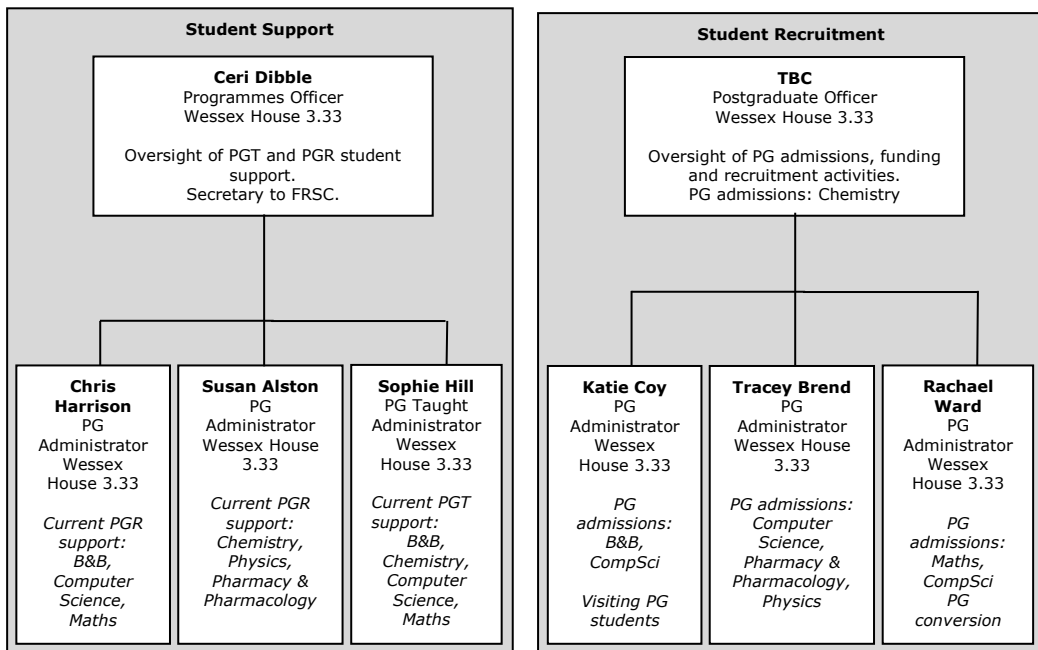 Student Support
Ceri Dibble
Programmes Officer
Wessex House 3.33
Oversight of PGT and PGR student
support.
Secretary to FRSC.
Chris
Harrison
PG
Administrator
Wessex
House 3.33
Current PGR
support:
B&B,
Computer
Science,
Maths
Susan Alston
PG
Administrator
Wessex House
3.33
Current PGR
support:
Chemistry,
Physics,
Pharmacy &
Pharmacology
Sophie Hill
PG Taught
Administrator
Wessex
House 3.33
Current PGT
support:
B&B,
Chemistry,
Computer
Science,
Maths
Student Recruitment
TBC
Postgraduate Officer
Wessex House 3.33
Oversight of PG admissions, funding
and recruitment activities.
PG admissions: Chemistry
Katie Coy
PG
Administrator
Wessex
House 3.33
PG
admissions:
B&B,
CompSci
Visiting PG
students
Tracey Brend
PG
Administrator
Wessex House
3.33
PG admissions:
Computer
Science,
Pharmacy &
Pharmacology,
Physics
Rachael
Ward
PG
Administrator
Wessex
House 3.33
PG
admissions:
Maths,
CompSci
PG
conversion